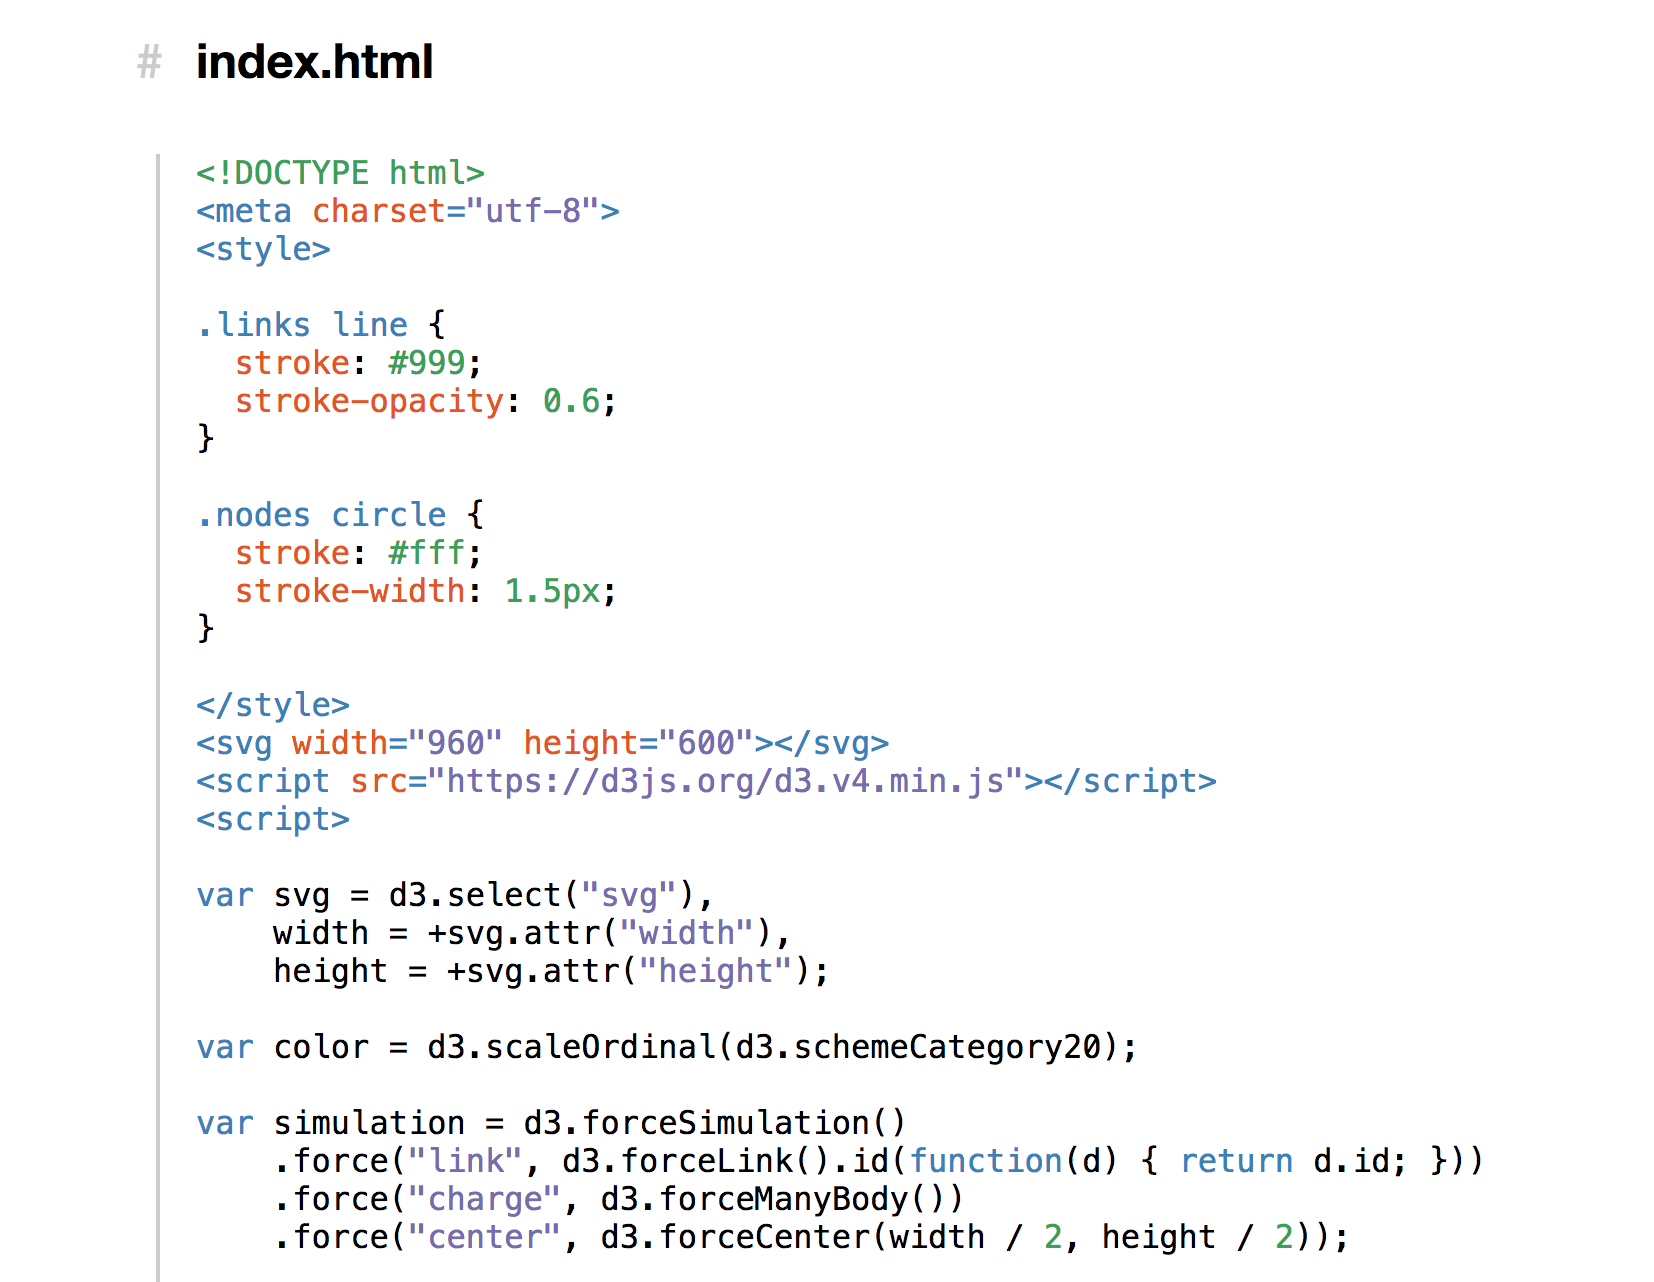 # index.html
<!DOCTYPE html>
<meta charset="utf-8">
<style>

.links line {
  stroke: #999;
  stroke-opacity: 0.6;
}

.nodes circle {
  stroke: #fff;
  stroke-width: 1.5px;
}

</style>
<svg width="960" height="600"></svg>
<script src="https://d3js.org/d3.v4.min.js"></script>
<script>

var svg = d3.select("svg"),
    width = +svg.attr("width"),
    height = +svg.attr("height");

var color = d3.scaleOrdinal(d3.schemeCategory20);

var simulation = d3.forceSimulation()
    .force("link", d3.forceLink().id(function(d) { return d.id; }))
    .force("charge", d3.forceManyBody())
    .force("center", d3.forceCenter(width / 2, height / 2));